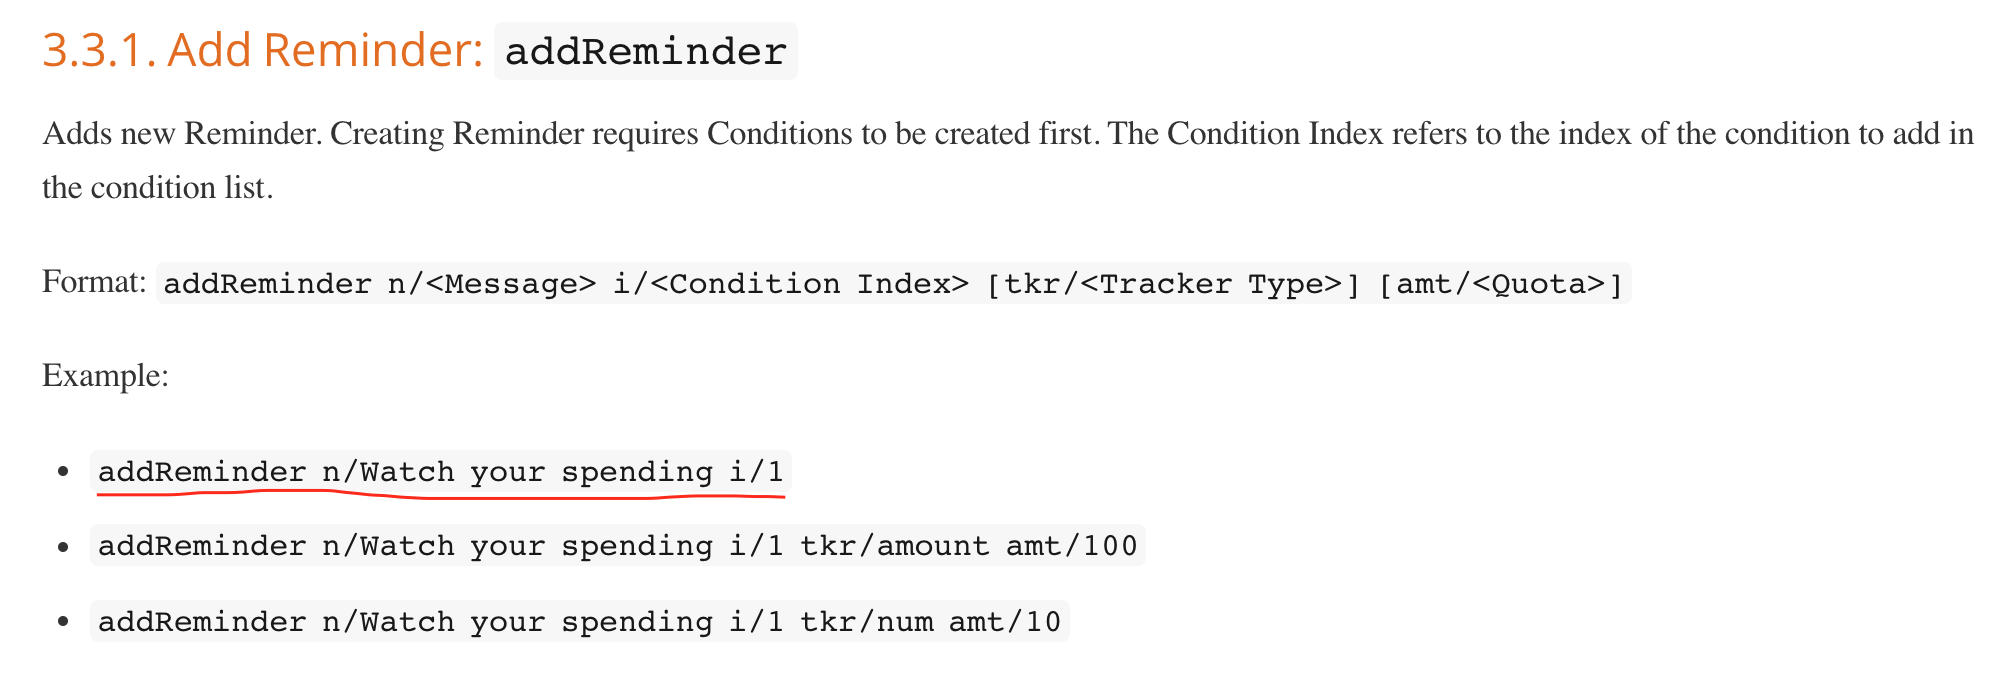 3.3.1. Add Reminder: addReminder
Adds new Reminder. Creating Reminder requires Conditions to be created first. The Condition Index refers to the index of the condition to add in
the condition list.
Format: addReminder n/<Message> i/<Condition Index> [tkr/<Tracker Type>] [amt/<Quota>]
Example:
• addReminder n/Watch your spending i/1
• addReminder n/Watch your spending i/1 tkr/amount amt/100
• addReminder n/Watch your spending i/1 tkr/num amt/10